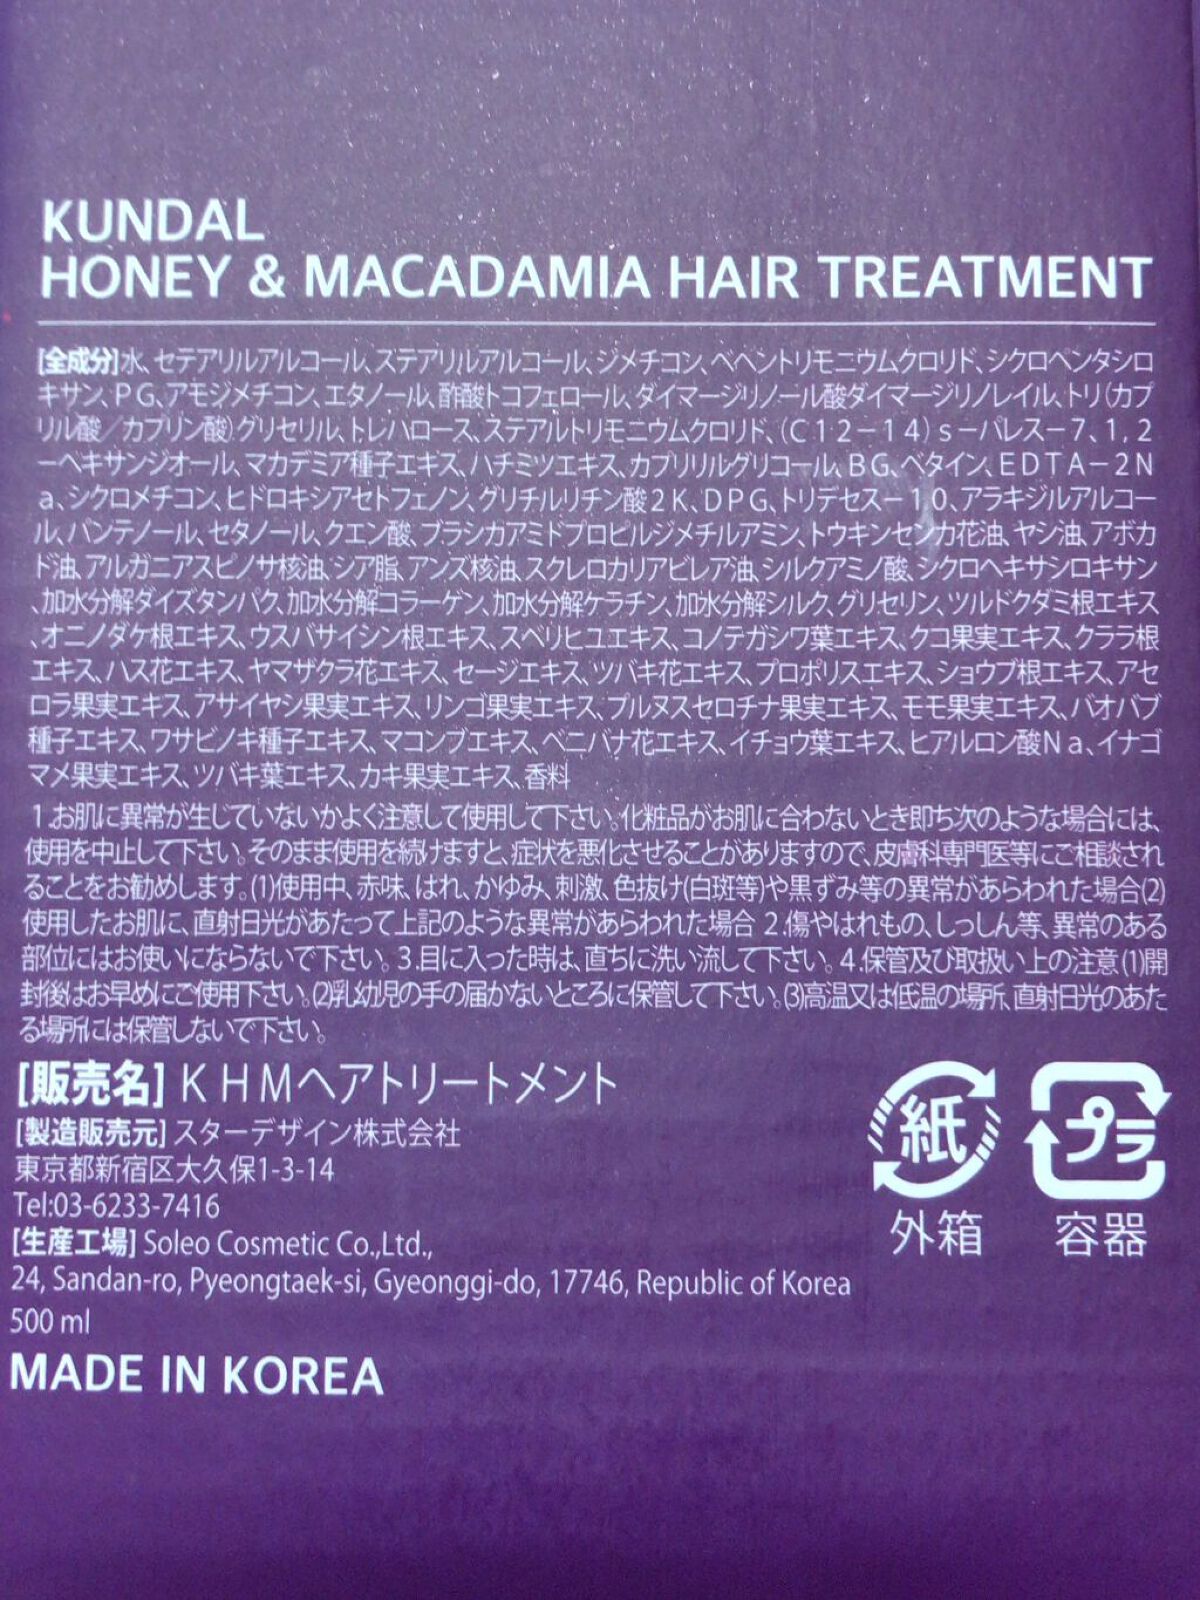 KUNDAL
HONEY & MACADAMIA HAIR TREATMENT
[全成分]水、セテアリルアルコール、ステアリルアルコール、ジメチコン、ベヘントリモニウムクロリド、シクロペンタシロ
キサン、PG、アモジメチコン、エタノール、酢酸トコフェロール、ダイマージリノール酸ダイマージリノレイル、トリ(カプ
リル酸/カプリン酸)グリセリル、トレハロース、ステアルトリモニウムクロリド、(C12-14)s-パレス-7、1,2
-ヘキサンジオール、マカデミア種子エキス、ハチミツエキス、カプリリルグリコール、BG、ベタイン、EDTA-2N
a、シクロメチコン、ヒドロキシアセトフェノン、グリチルリチン酸2K、DPG、トリデセス-10、アラキジルアルコー
ル、パンテノール、セタノール、クエン酸、ブラシカアミドプロピルジメチルアミン、トウキンセンカ花油、ヤシ油、アボカ
ド油、アルガニアスピノサ核油、シア脂、アンズ核油、スクレロカリアビレア油、シルクアミノ酸、シクロヘキサシロキサン
、加水分解ダイズタンパク、加水分解コラーゲン、加水分解ケラチン、加水分解シルク、グリセリン、ツルドクダミ根エキス
、オニノダケ根エキス、ウスバサイシン根エキス、スベリヒユエキス、コノテガシワ葉エキス、クコ果実エキス、クララ根
エキス、ハス花エキス、ヤマザクラ花エキス、セージエキス、ツバキ花エキス、プロポリスエキス、ショウブ根エキス、アセ
ロラ果実エキス、アサイヤシ果実エキス、リンゴ果実エキス、プルヌスセロチナ果実エキス、モモ果実エキス、バオバブ
種子エキス、ワサビノキ種子エキス、マコンブエキス、ベニバナ花エキス、イチョウ葉エキス、ヒアルロン酸Na、イナゴ
マメ果実エキス、ツバキ葉エキス、カキ果実エキス、香料
1.お肌に異常が生じていないかよく注意して使用して下さい。化粧品がお肌に合わないとき即ち次のような場合には、
使用を中止して下さい。そのまま使用を続けますと、症状を悪化させることがありますので、皮膚科専門医等にご相談され
ることをお勧めします。(1)使用中、赤味、はれ、かゆみ、刺激、色抜け(白斑等)や黒ずみ等の異常があらわれた場合(2)
使用したお肌に、直射日光があたって上記のような異常があらわれた場合 2.傷やはれもの、しっしん等、異常のある
部位にはお使いにならないで下さい。3.目に入った時は、直ちに洗い流して下さい。4.保管及び取扱い上の注意(1)開
封後はお早めにご使用下さい。(2)乳幼児の手の届かないところに保管して下さい。(3)高温又は低温の場所、直射日光のあた
る場所には保管しないで下さい。
[販売名]KHMヘアトリートメント
[製造販売元]スターデザイン株式会社
東京都新宿区大久保1-3-14
Tel:03-6233-7416
[生産工場] Soleo Cosmetic Co.,Ltd.,
24, Sandan-ro, Pyeongtaek-si, Gyeonggi-do, 17746, Republic of Korea
500 ml
MADE IN KOREA
紙
外箱
プラ
容器